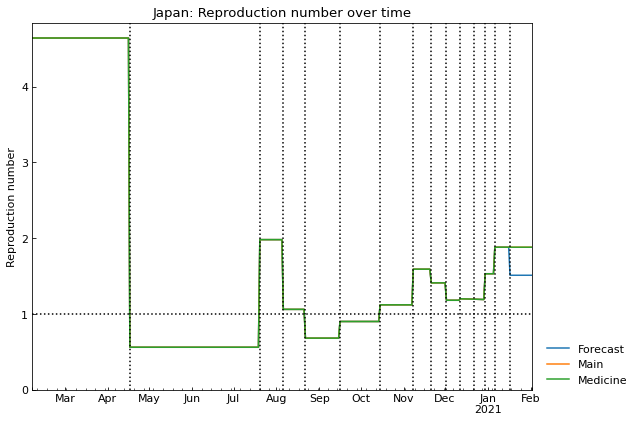 Japan: Reproduction number over time
Reproduction number
4
3
2
1
0
Mar Apr May Jun Jul Aug Sep Oct Nov Dec Jan Feb
2021
Forecast
Main
Medicine